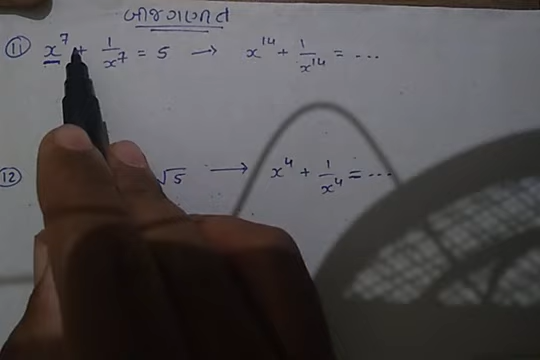 બીજગણિત
(11) x⁷ + 1/x⁷ = 5 → x¹⁴ + 1/x¹⁴ = ...
(12) √5 → x⁴ + 1/x⁴ = ...